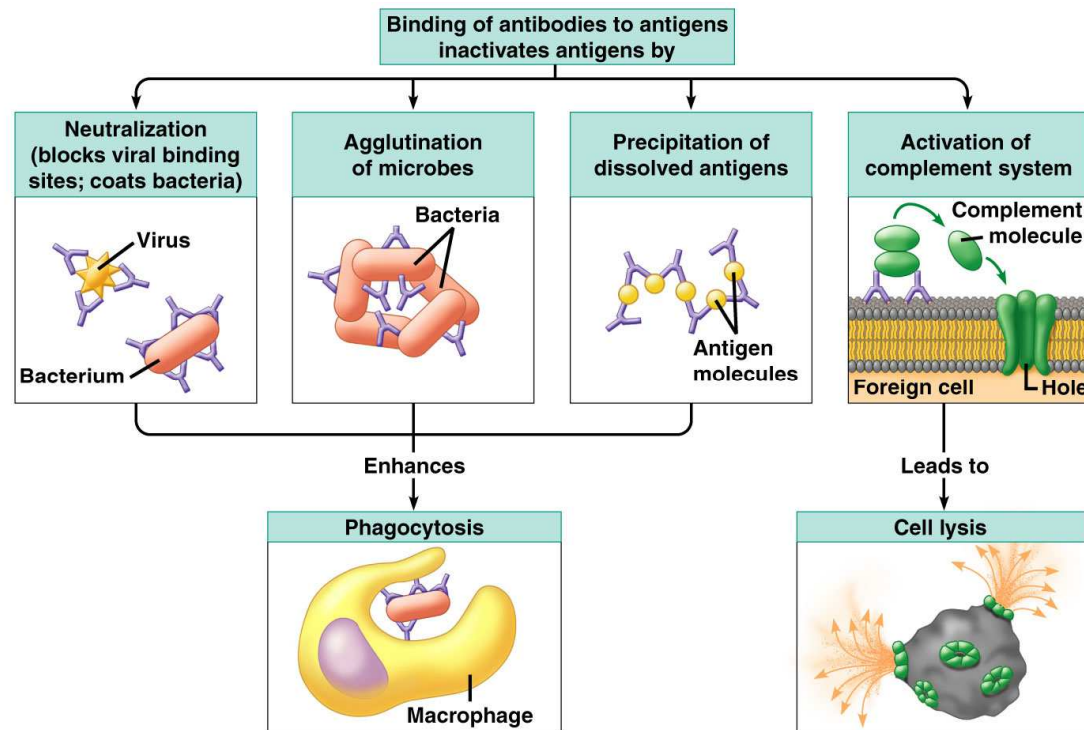 Binding of antibodies to antigens
inactivates antigens by
Neutralization
(blocks viral binding
sites; coats bacteria)
Agglutination
of microbes
Precipitation of
dissolved antigens
Activation of
complement system
Virus
Bacterium
Bacteria
Antigen
molecules
Complement
molecule
Foreign cell
Hole
Enhances
Leads to
Phagocytosis
Macrophage
Cell lysis